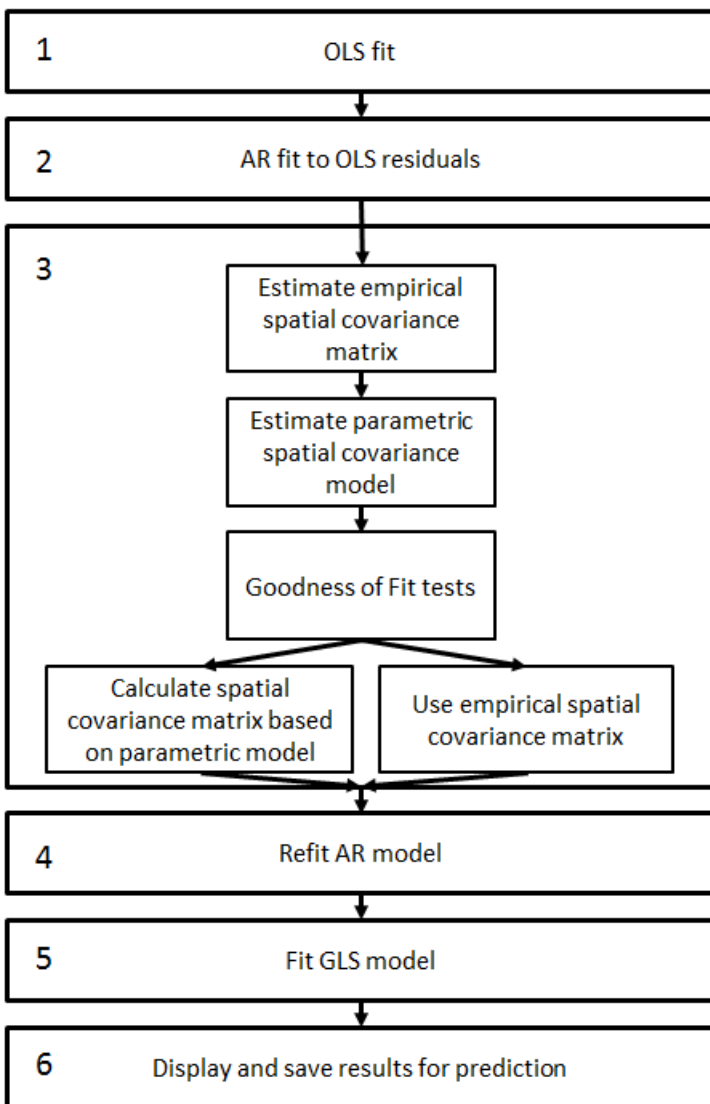 1
OLS fit
2
AR fit to OLS residuals
3
Estimate empirical
spatial covariance
matrix
Estimate parametric
spatial covariance
model
Goodness of Fit tests
Calculate spatial
covariance matrix based
on parametric model
Use empirical spatial
covariance matrix
4
Refit AR model
5
Fit GLS model
6
Display and save results for prediction